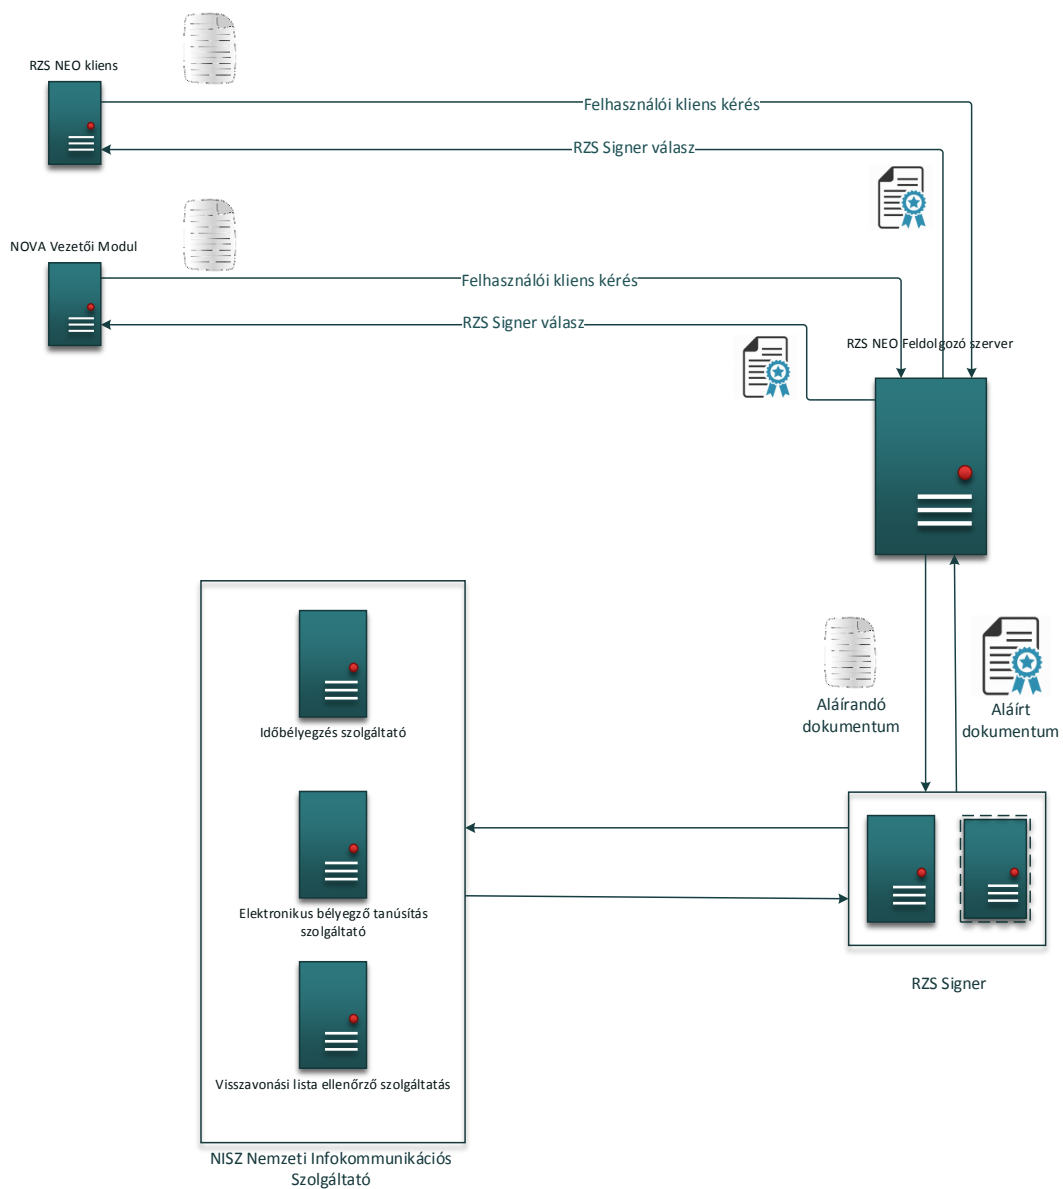 RZS NEO kliens
Felhasználói kliens kérés
RZS Signer válasz
NOVA Vezetői Modul
Felhasználói kliens kérés
RZS Signer válasz
RZS NEO Feldolgozó szerver
Aláírandó
dokumentum
Aláírt
dokumentum
Időbélyegzés szolgáltató
Elektronikus bélyegző tanúsítás
szolgáltató
Visszavonási lista ellenőrző szolgáltatás
RZS Signer
NISZ Nemzeti Infokommunikációs
Szolgáltató